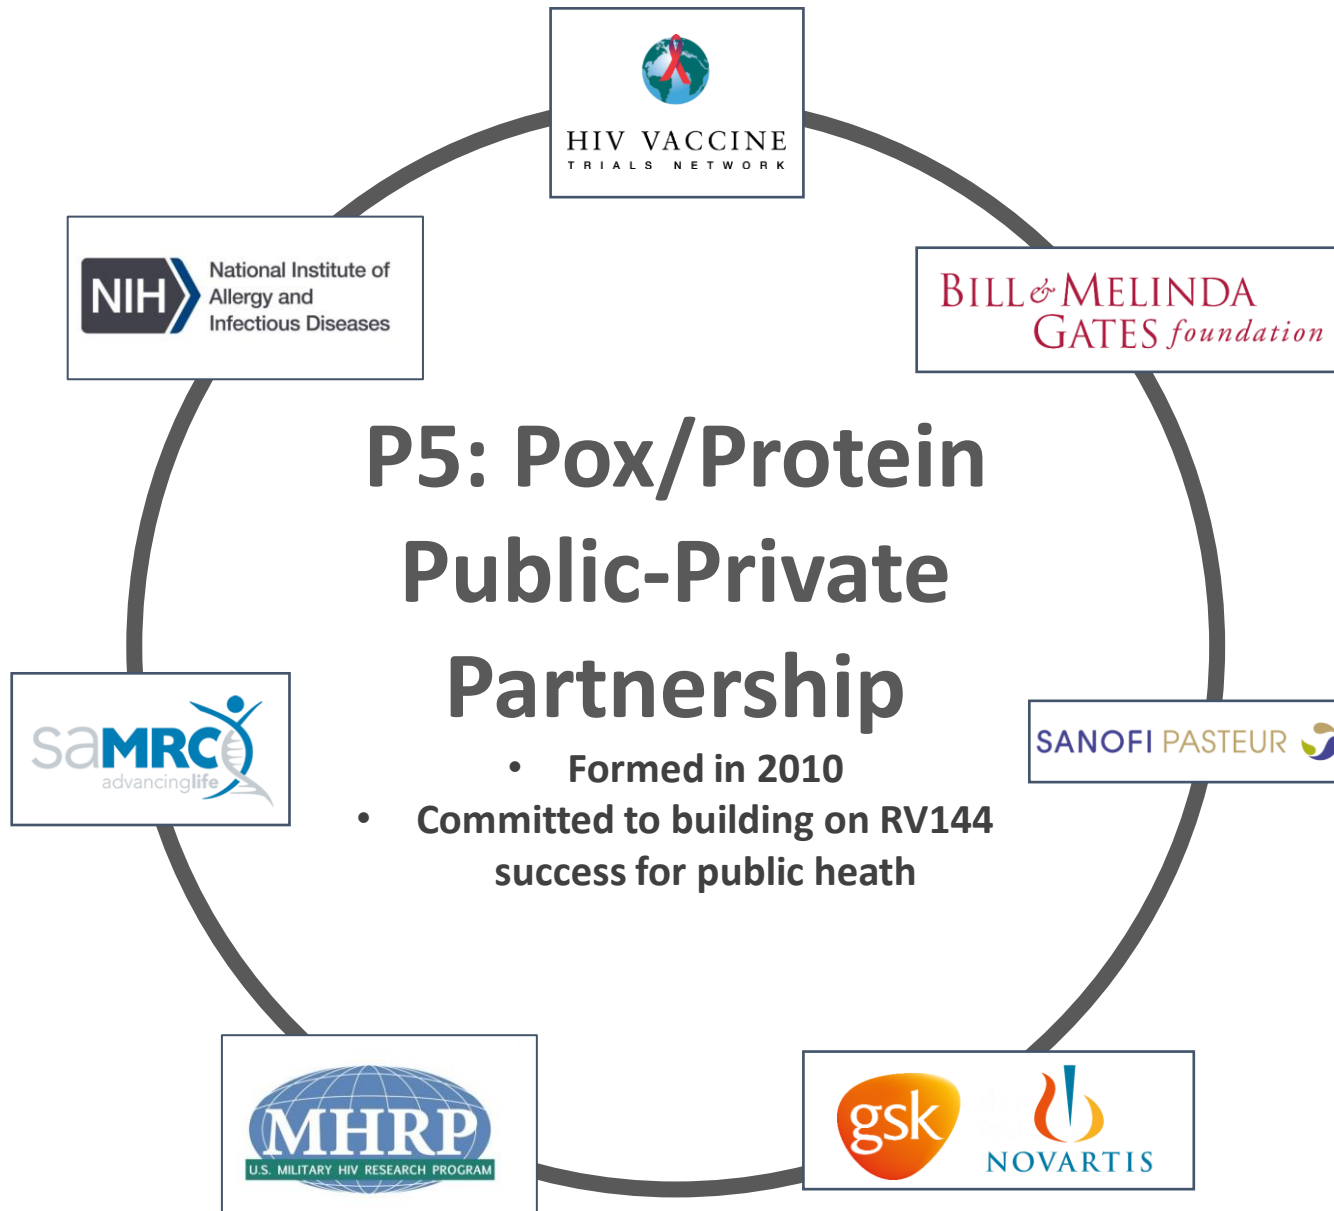 HIV VACCINE
TRIALS NETWORK
NIH
National Institute of
Allergy and
Infectious Diseases
BILL & MELINDA
GATES foundation
P5: Pox/Protein
Public-Private
Partnership
• Formed in 2010
• Committed to building on RV144
success for public heath
saMRC
advancinglife
SANOFI PASTEUR
MHRP
U.S. MILITARY HIV RESEARCH PROGRAM
gsk
NOVARTIS